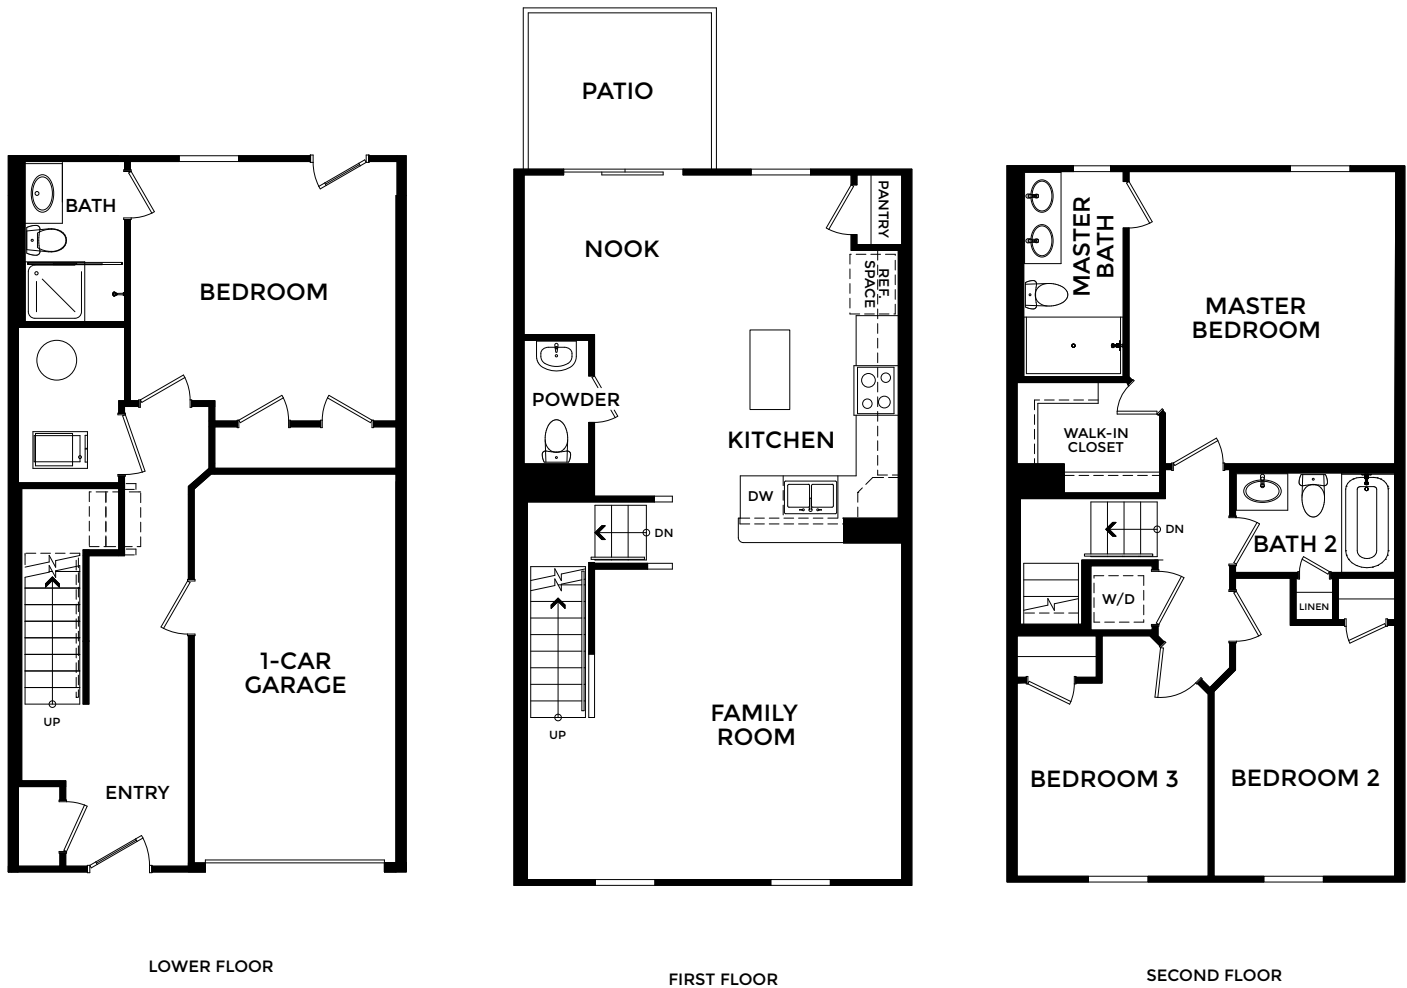 BATH
BEDROOM
1-CAR
GARAGE
UP
ENTRY
LOWER FLOOR
PATIO
PANTRY
NOOK
REF.
SPACE
POWDER
KITCHEN
DW
DN
UP
FAMILY
ROOM
FIRST FLOOR
MASTER
BATH
MASTER
BEDROOM
WALK-IN
CLOSET
DN
BATH 2
W/D
LINEN
BEDROOM 3
BEDROOM 2
SECOND FLOOR